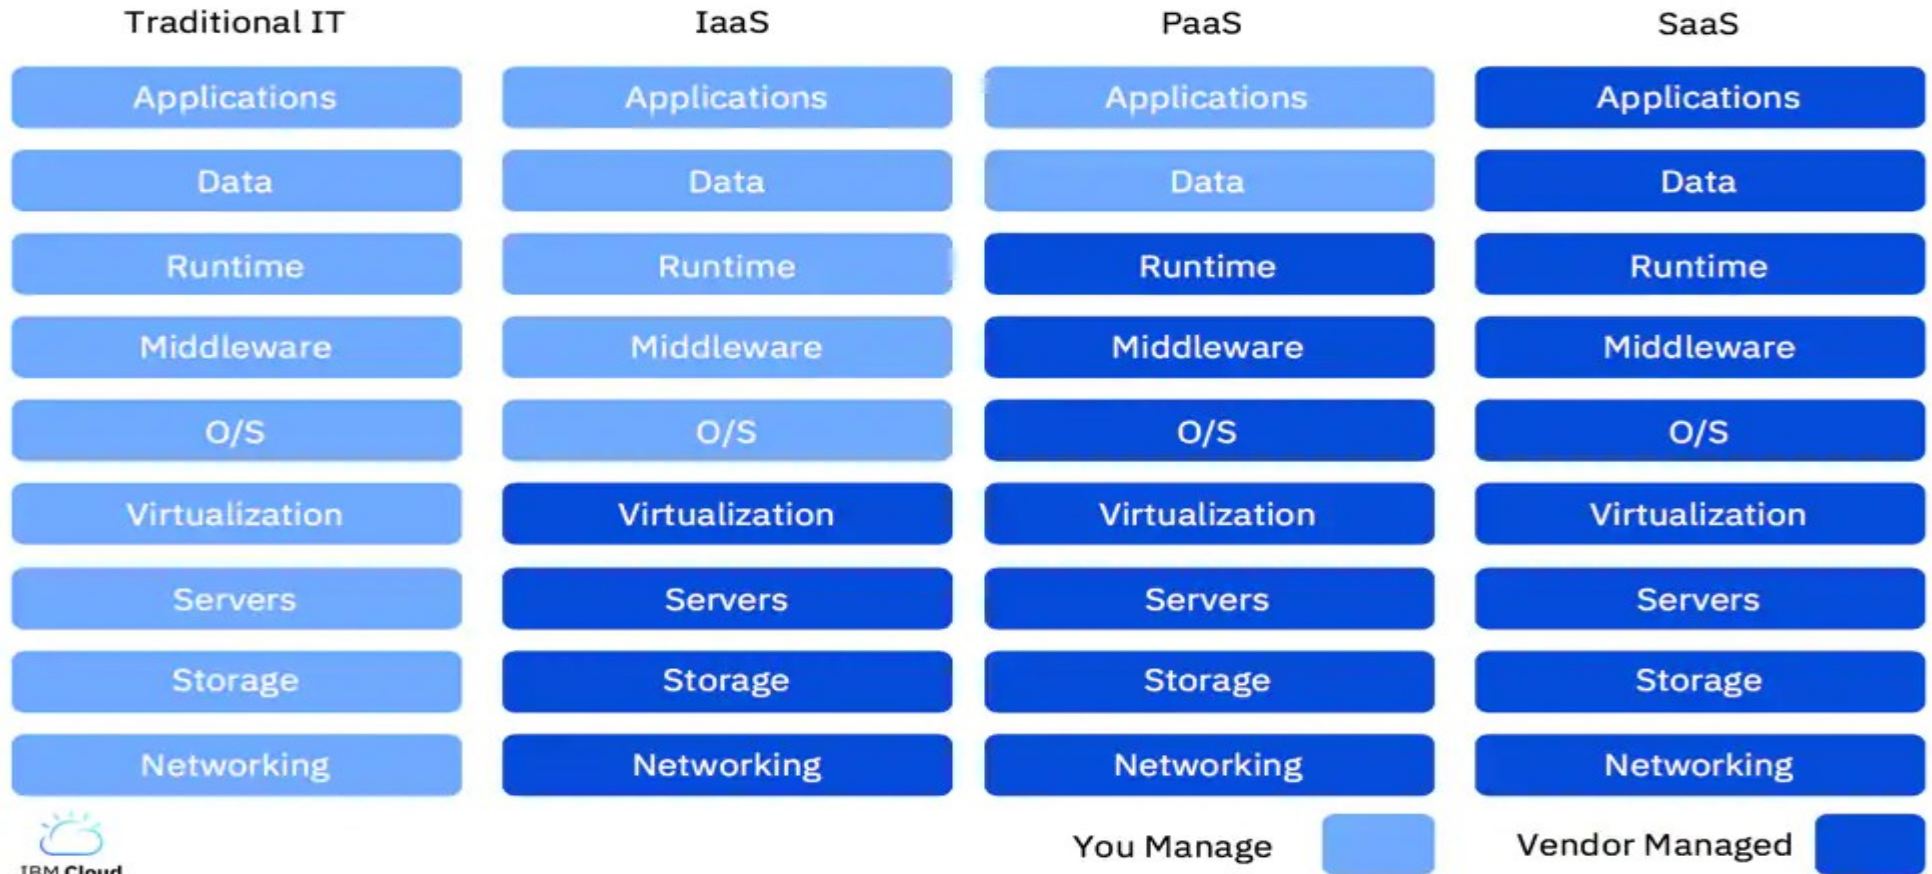 Traditional IT IaaS PaaS SaaS
Applications Applications Applications Applications
Data Data Data Data
Runtime Runtime Runtime Runtime
Middleware Middleware Middleware Middleware
O/S O/S O/S O/S
Virtualization Virtualization Virtualization Virtualization
Servers Servers Servers Servers
Storage Storage Storage Storage
Networking Networking Networking Networking
You Manage Vendor Managed
IBM Cloud